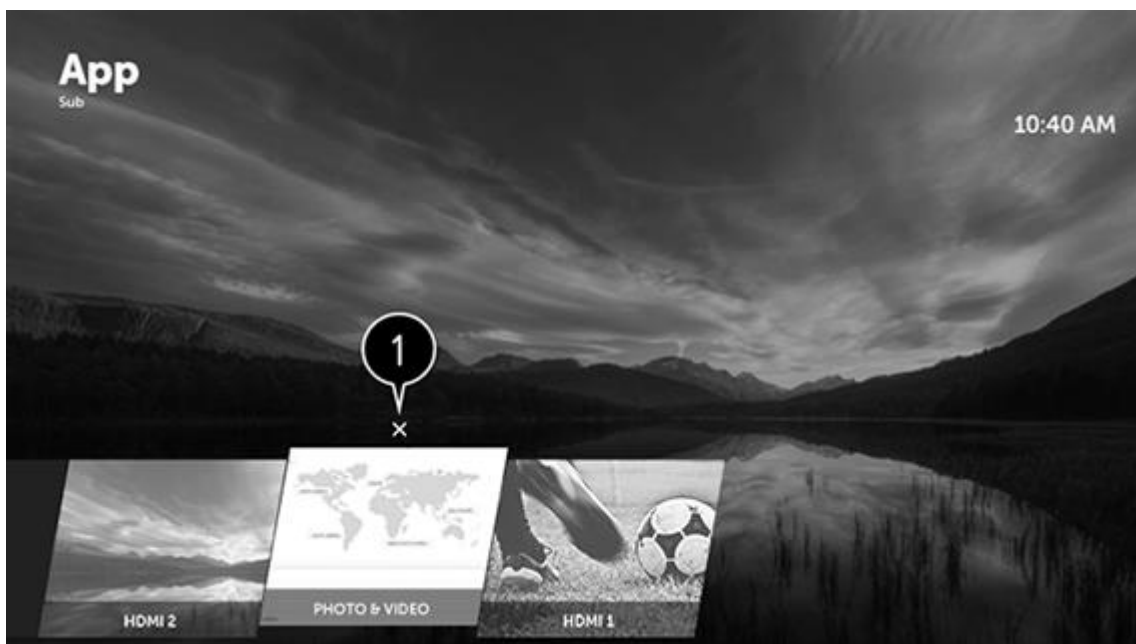 App
Sub
10:40 AM
1
×
HDMI 2
PHOTO & VIDEO
HDMI 1